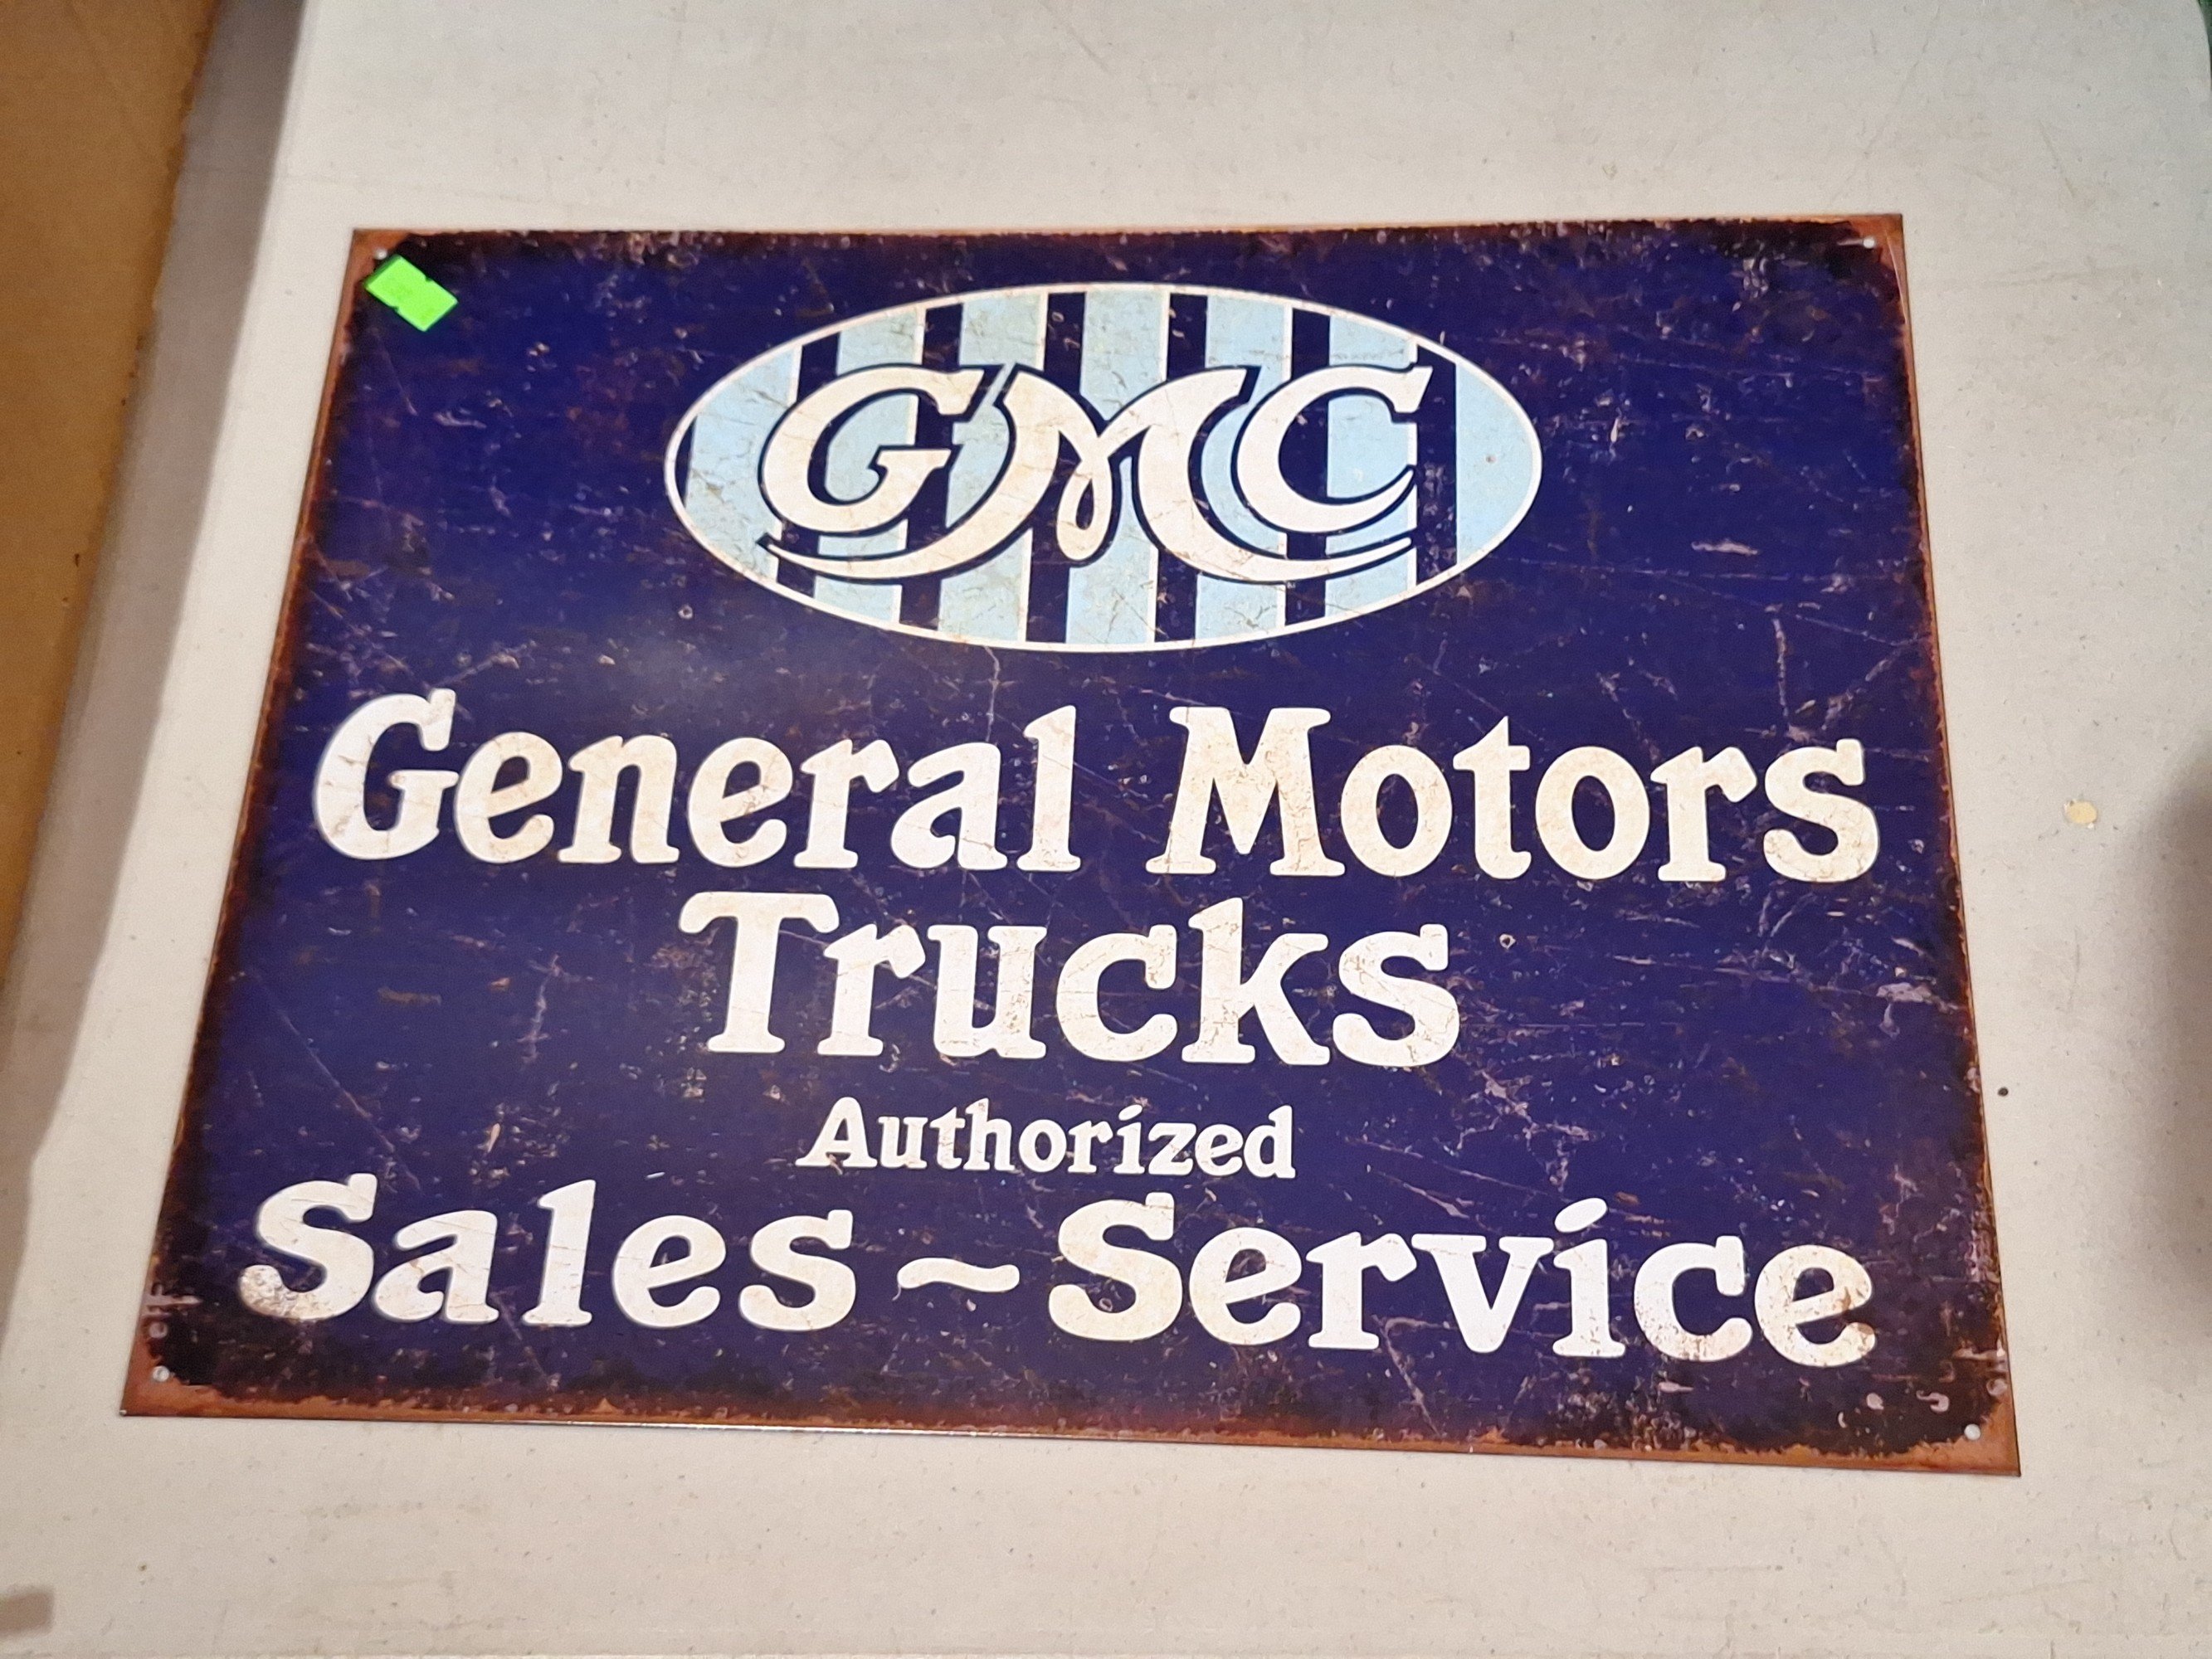 GMC
General Motors
Trucks
Authorized
Sales ~ Service